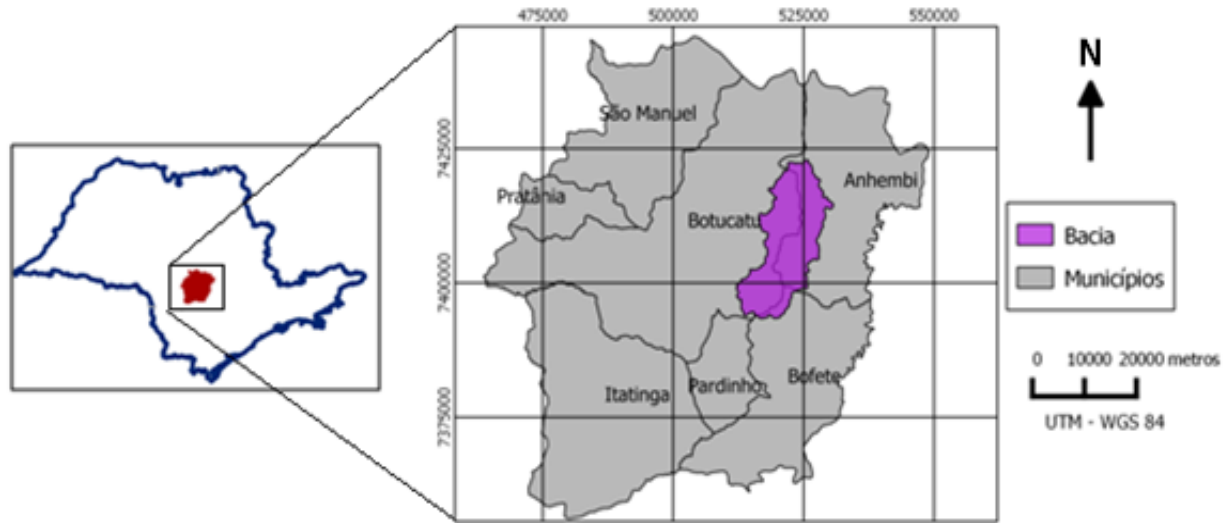 475000 500000 525000 550000
N
São Manuel
7425000
Anhembi
Pratânia
Botucatu
Bacia
7400000
Municípios
0 10000 20000 metros
Itatinga Pardinho Bofete
7375000
UTM - WGS 84